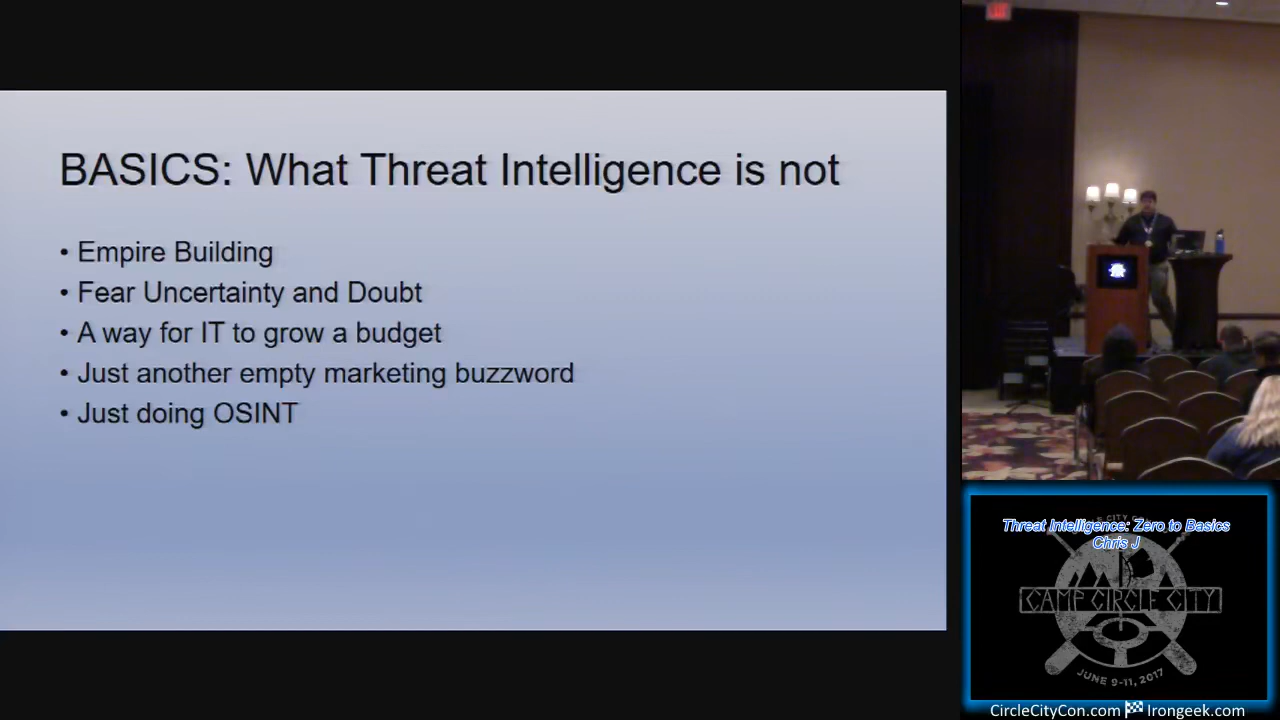 BASICS: What Threat Intelligence is not
• Empire Building
• Fear Uncertainty and Doubt
• A way for IT to grow a budget
• Just another empty marketing buzzword
• Just doing OSINT
Threat Intelligence: Zero to Basics
Chris J
CAMP CIRCLE CITY
JUNE 9-11, 2017
CircleCityCon.com Irongeek.com